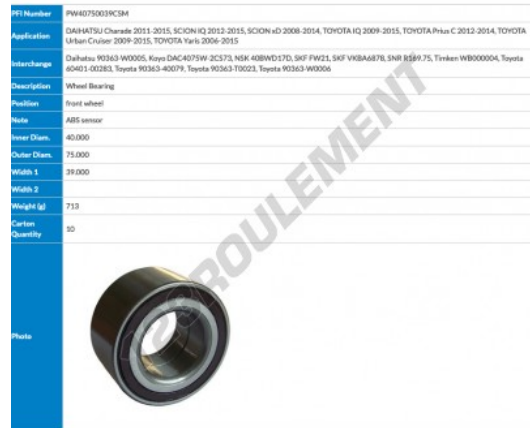 PFI Number PW40750039CSM
Application DAIHATSU Charade 2011-2015, SCION iQ 2012-2015, SCION xD 2008-2014, TOYOTA IQ 2009-2015, TOYOTA Prius C 2012-2014, TOYOTA
Urban Cruiser 2009-2015, TOYOTA Yaris 2006-2015
Interchange Daihatsu 90363-W0005, Koyo DAC4075W-2CS73, NSK 40BWD17D, SKF FW21, SKF VKBA6878, SNR R169.75, Timken WB000004, Toyota
60401-00283, Toyota 90363-40079, Toyota 90363-T0023, Toyota 90363-W0006
Description Wheel Bearing
Position front wheel
Note ABS sensor
Inner Diam. 40.000
Outer Diam. 75.000
Width 1 39.000
Width 2
Weight (g) 713
Carton
Quantity 10
Photo
123ROULEMENT